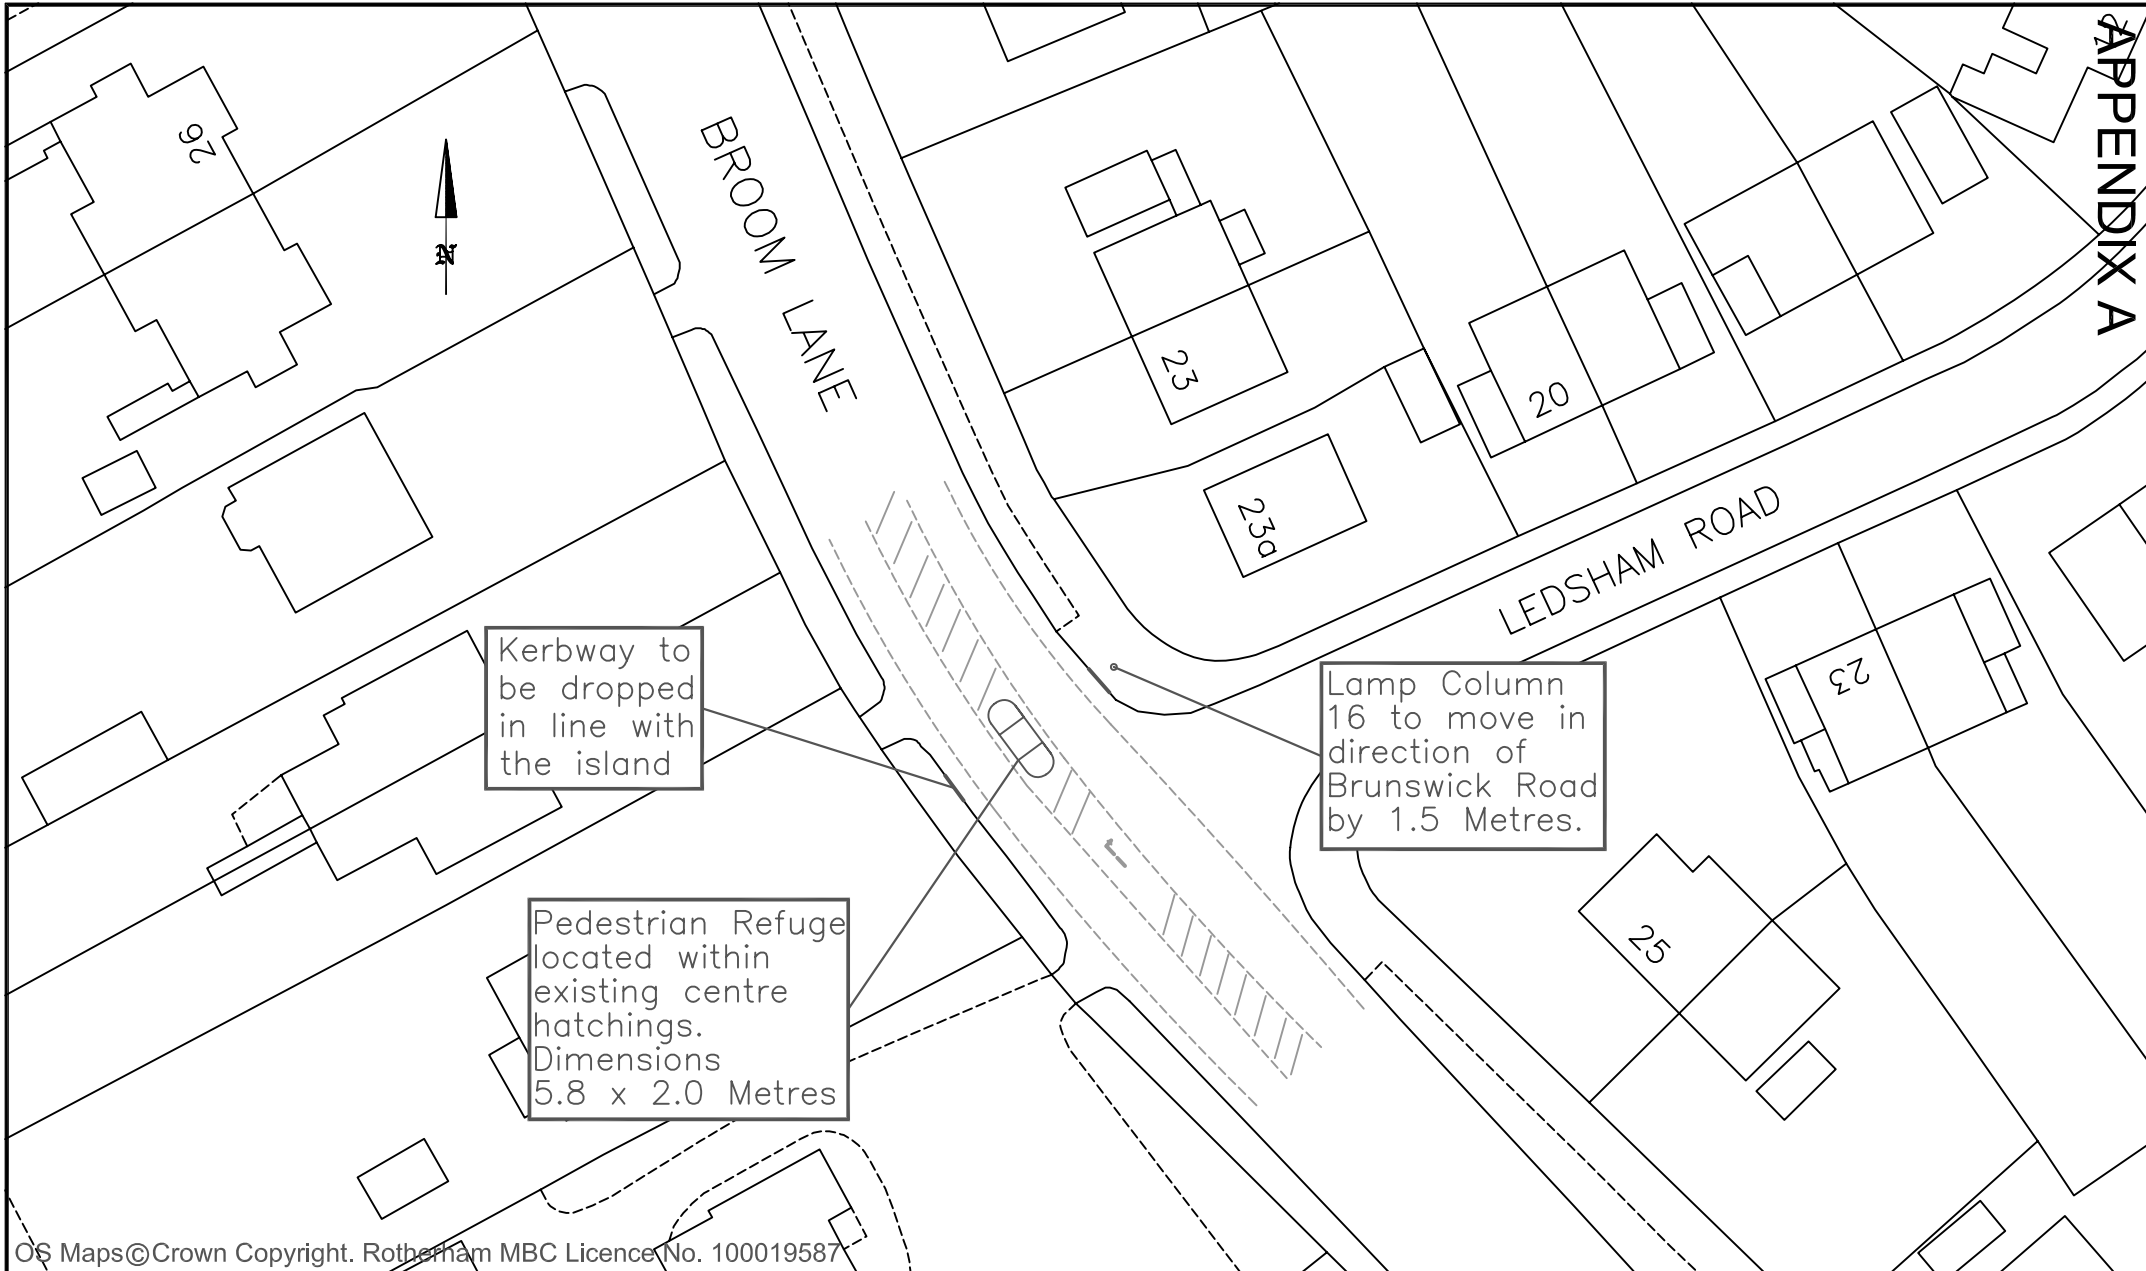 APPENDIX A
26
BROOM LANE
N
23
20
23a
LEDSHAM ROAD
Kerbway to
be dropped
in line with
the island
Lamp Column
16 to move in
direction of
Brunswick Road
by 1.5 Metres.
23
25
Pedestrian Refuge
located within
existing centre
hatchings.
Dimensions
5.8 x 2.0 Metres
OS Maps©Crown Copyright. Rotherham MBC Licence No. 100019587